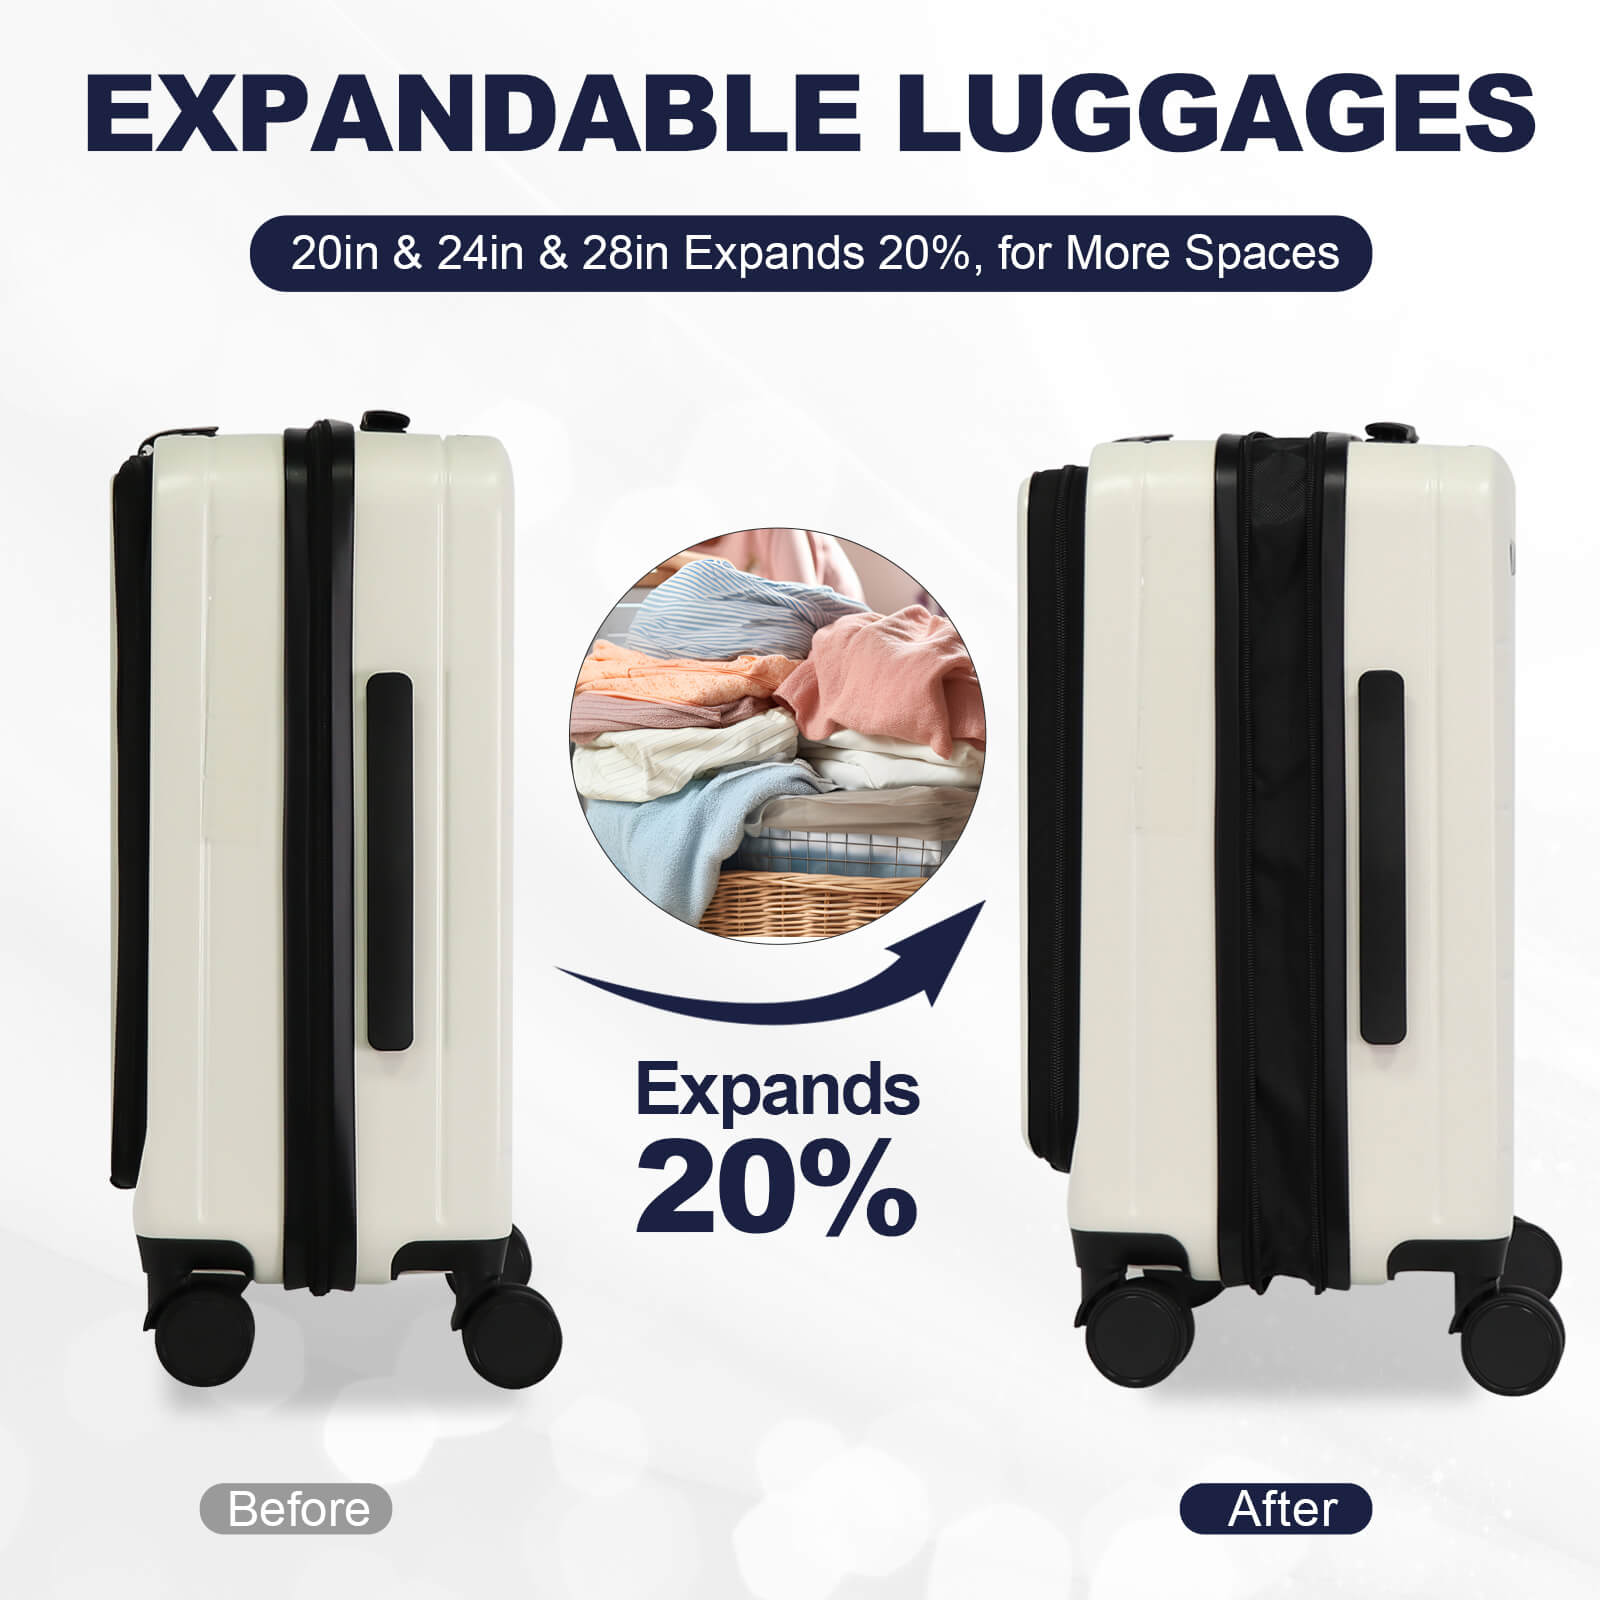 EXPANDABLE LUGGAGES
20in & 24in & 28in Expands 20%, for More Spaces
Expands
20%
Before
After